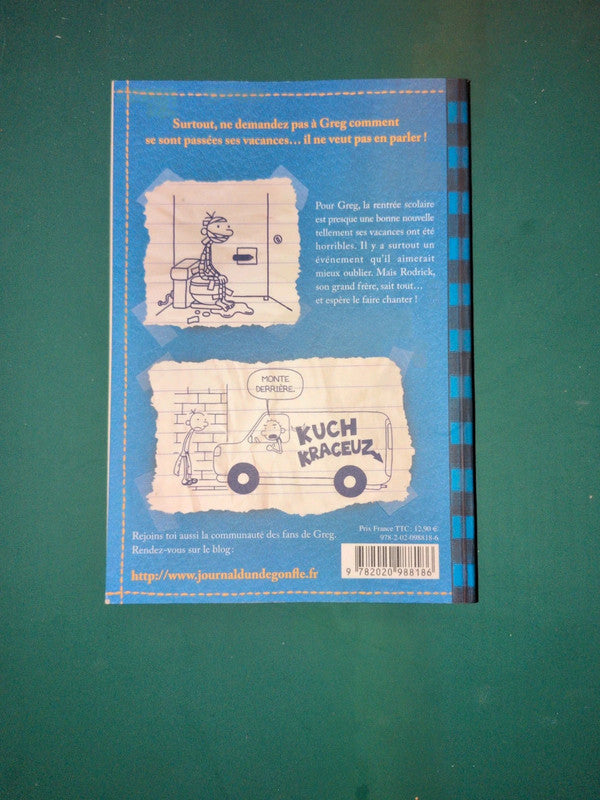 Surtout, ne demandez pas à Greg comment
se sont passées ses vacances... il ne veut pas en parler !
Pour Greg, la rentrée scolaire
est presque une bonne nouvelle
tellement ses vacances ont été
horribles. Il y a surtout un
événement qu'il aimerait
mieux oublier. Mais Rodrick,
son grand frère, sait tout...
et espère le faire chanter !
MONTE
DERRIÈRE.
KUCH
KRACEUZ
Rejoins toi aussi la communauté des fans de Greg.
Rendez-vous sur le blog :
http://www.journaldundegonfle.fr
Prix France TTC : 12,90 €
978-2-02-098818-6
9 782020 988186